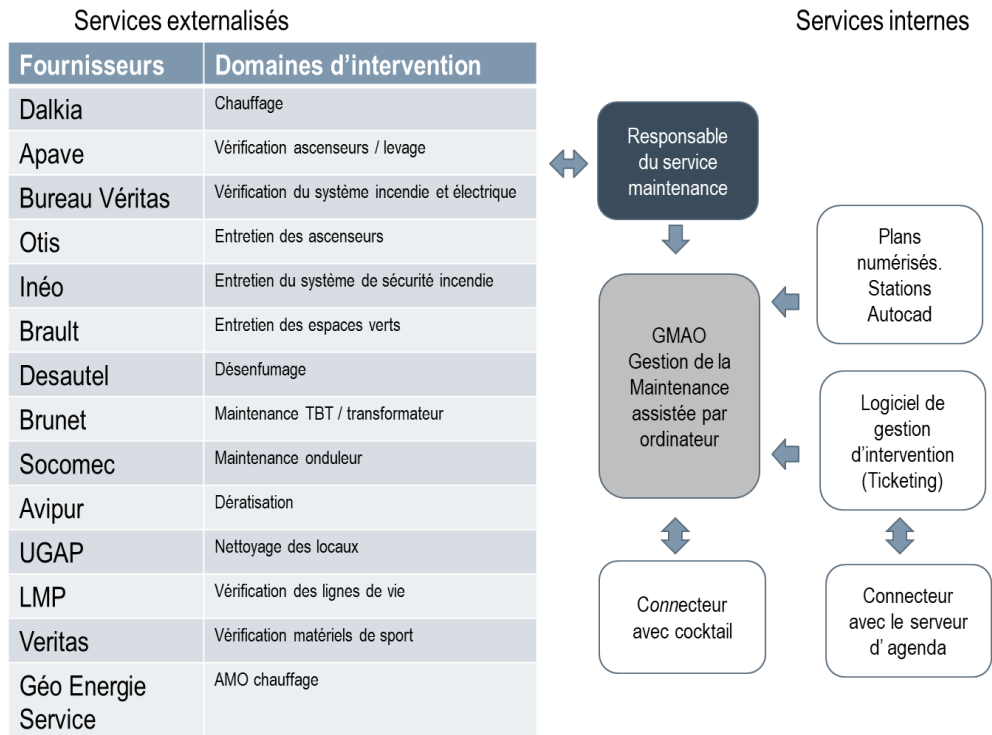 Services externalisés
Services internes
Fournisseurs Domaines d’intervention
Dalkia Chauffage
Apave Vérification ascenseurs / levage
Bureau Véritas Vérification du système incendie et électrique
Otis Entretien des ascenseurs
Inéo Entretien du système de sécurité incendie
Brault Entretien des espaces verts
Desautel Désenfumage
Brunet Maintenance TBT / transformateur
Socomec Maintenance onduleur
Avipur Dératisation
UGAP Nettoyage des locaux
LMP Vérification des lignes de vie
Veritas Vérification matériels de sport
Géo Energie AMO chauffage
Service
Responsable
du service
maintenance
Plans
numérisés.
Stations
Autocad
GMAO
Gestion de la
Maintenance
assistée par
ordinateur
Logiciel de
gestion
d’intervention
(Ticketing)
Connecteur
avec cocktail
Connecteur
avec le serveur
d’ agenda